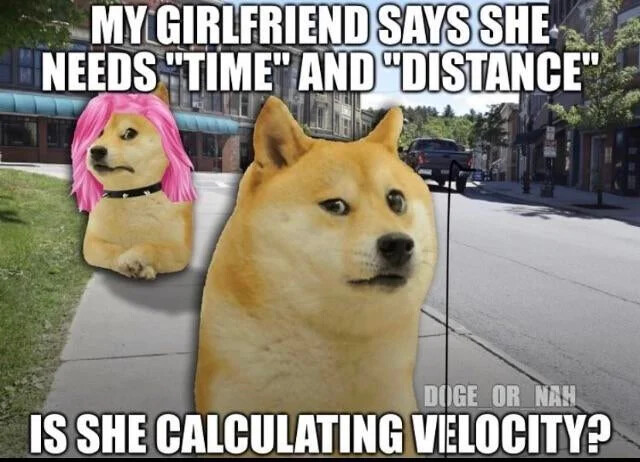 MY GIRLFRIEND SAYS SHE
NEEDS "TIME" AND "DISTANCE"
DOGE_OR_NAH
IS SHE CALCULATING VELOCITY?